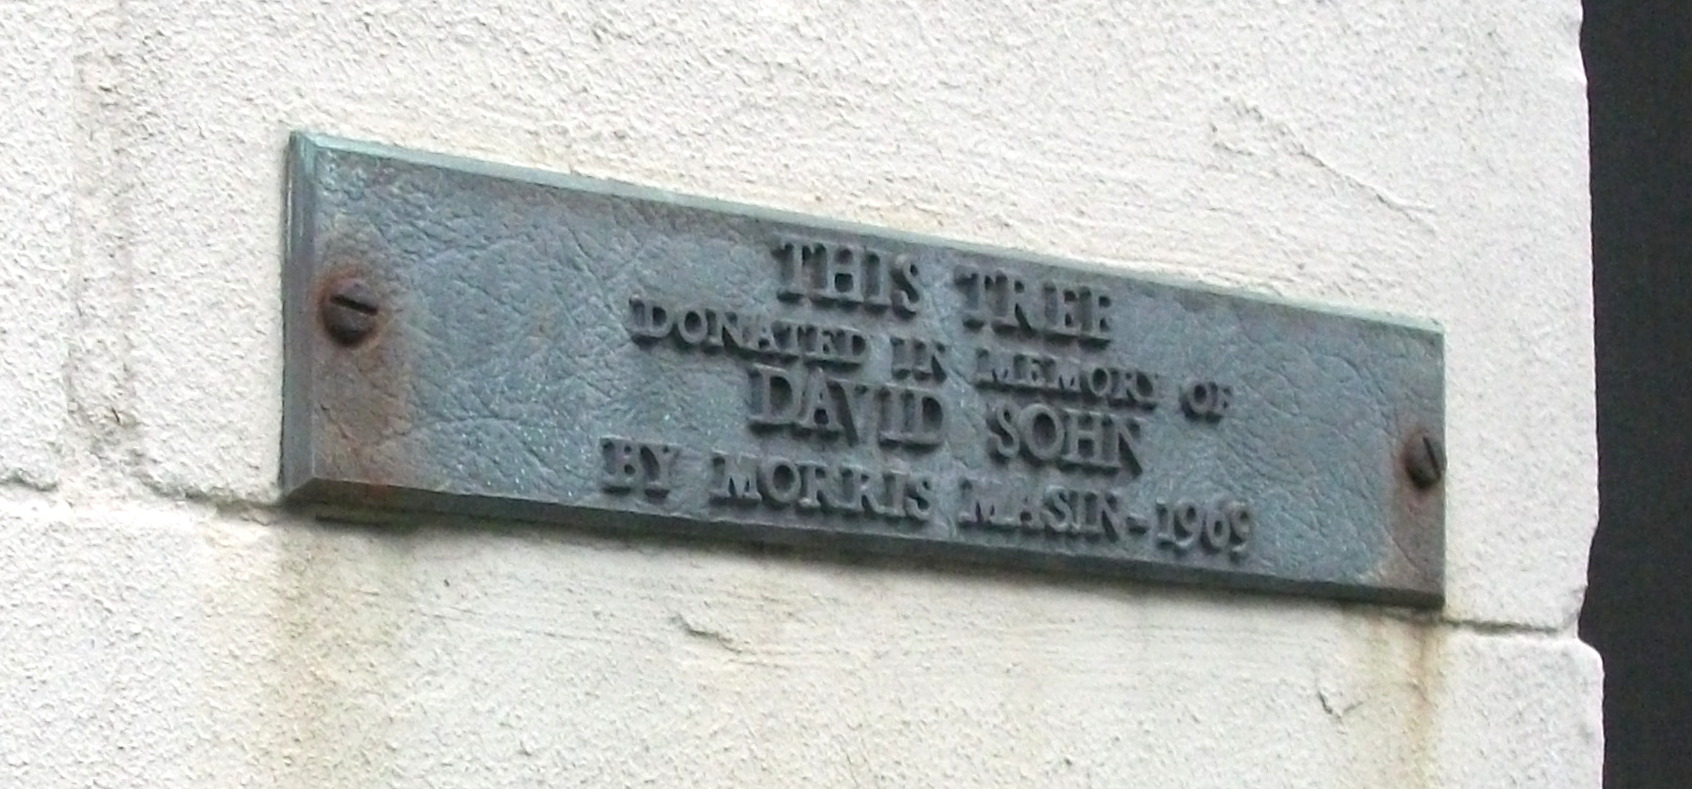 THIS TREE
DONATED IN MEMORY OF
DAVID SOHN
BY MORRIS MASIN-1969